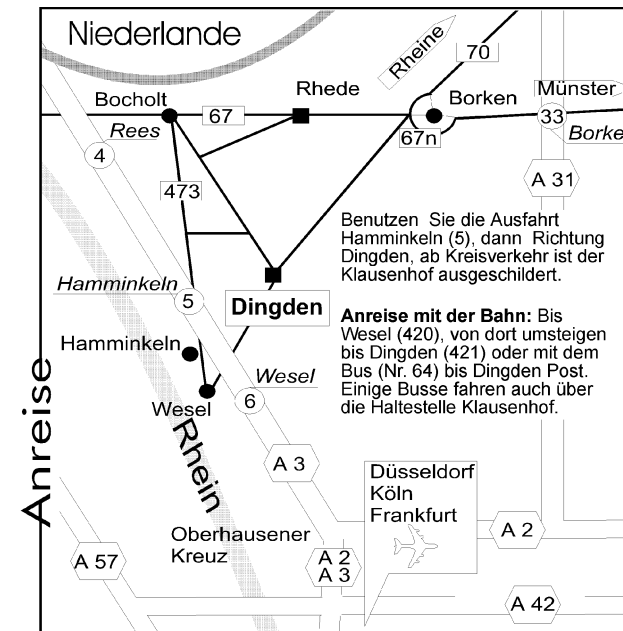 Niederlande
Rheine
70
Bocholt
67
Rhede
Borken
Münster
Rees
67n
33
Borke
4
473
A 31
Benutzen Sie die Ausfahrt
Hamminkeln (5), dann Richtung
Dingden, ab Kreisverkehr ist der
Klausenhof ausgeschildert.
Hamminkeln
5
Dingden
Anreise mit der Bahn: Bis
Wesel (420), von dort umsteigen
bis Dingden (421) oder mit dem
Bus (Nr. 64) bis Dingden Post.
Einige Busse fahren auch über
die Haltestelle Klausenhof.
Hamminkeln
Wesel
6
Wesel
Anreise
Rhein
A 3
Düsseldorf
Köln
Frankfurt
A 2
Oberhausener
Kreuz
A 57
A 2
A 3
A 42